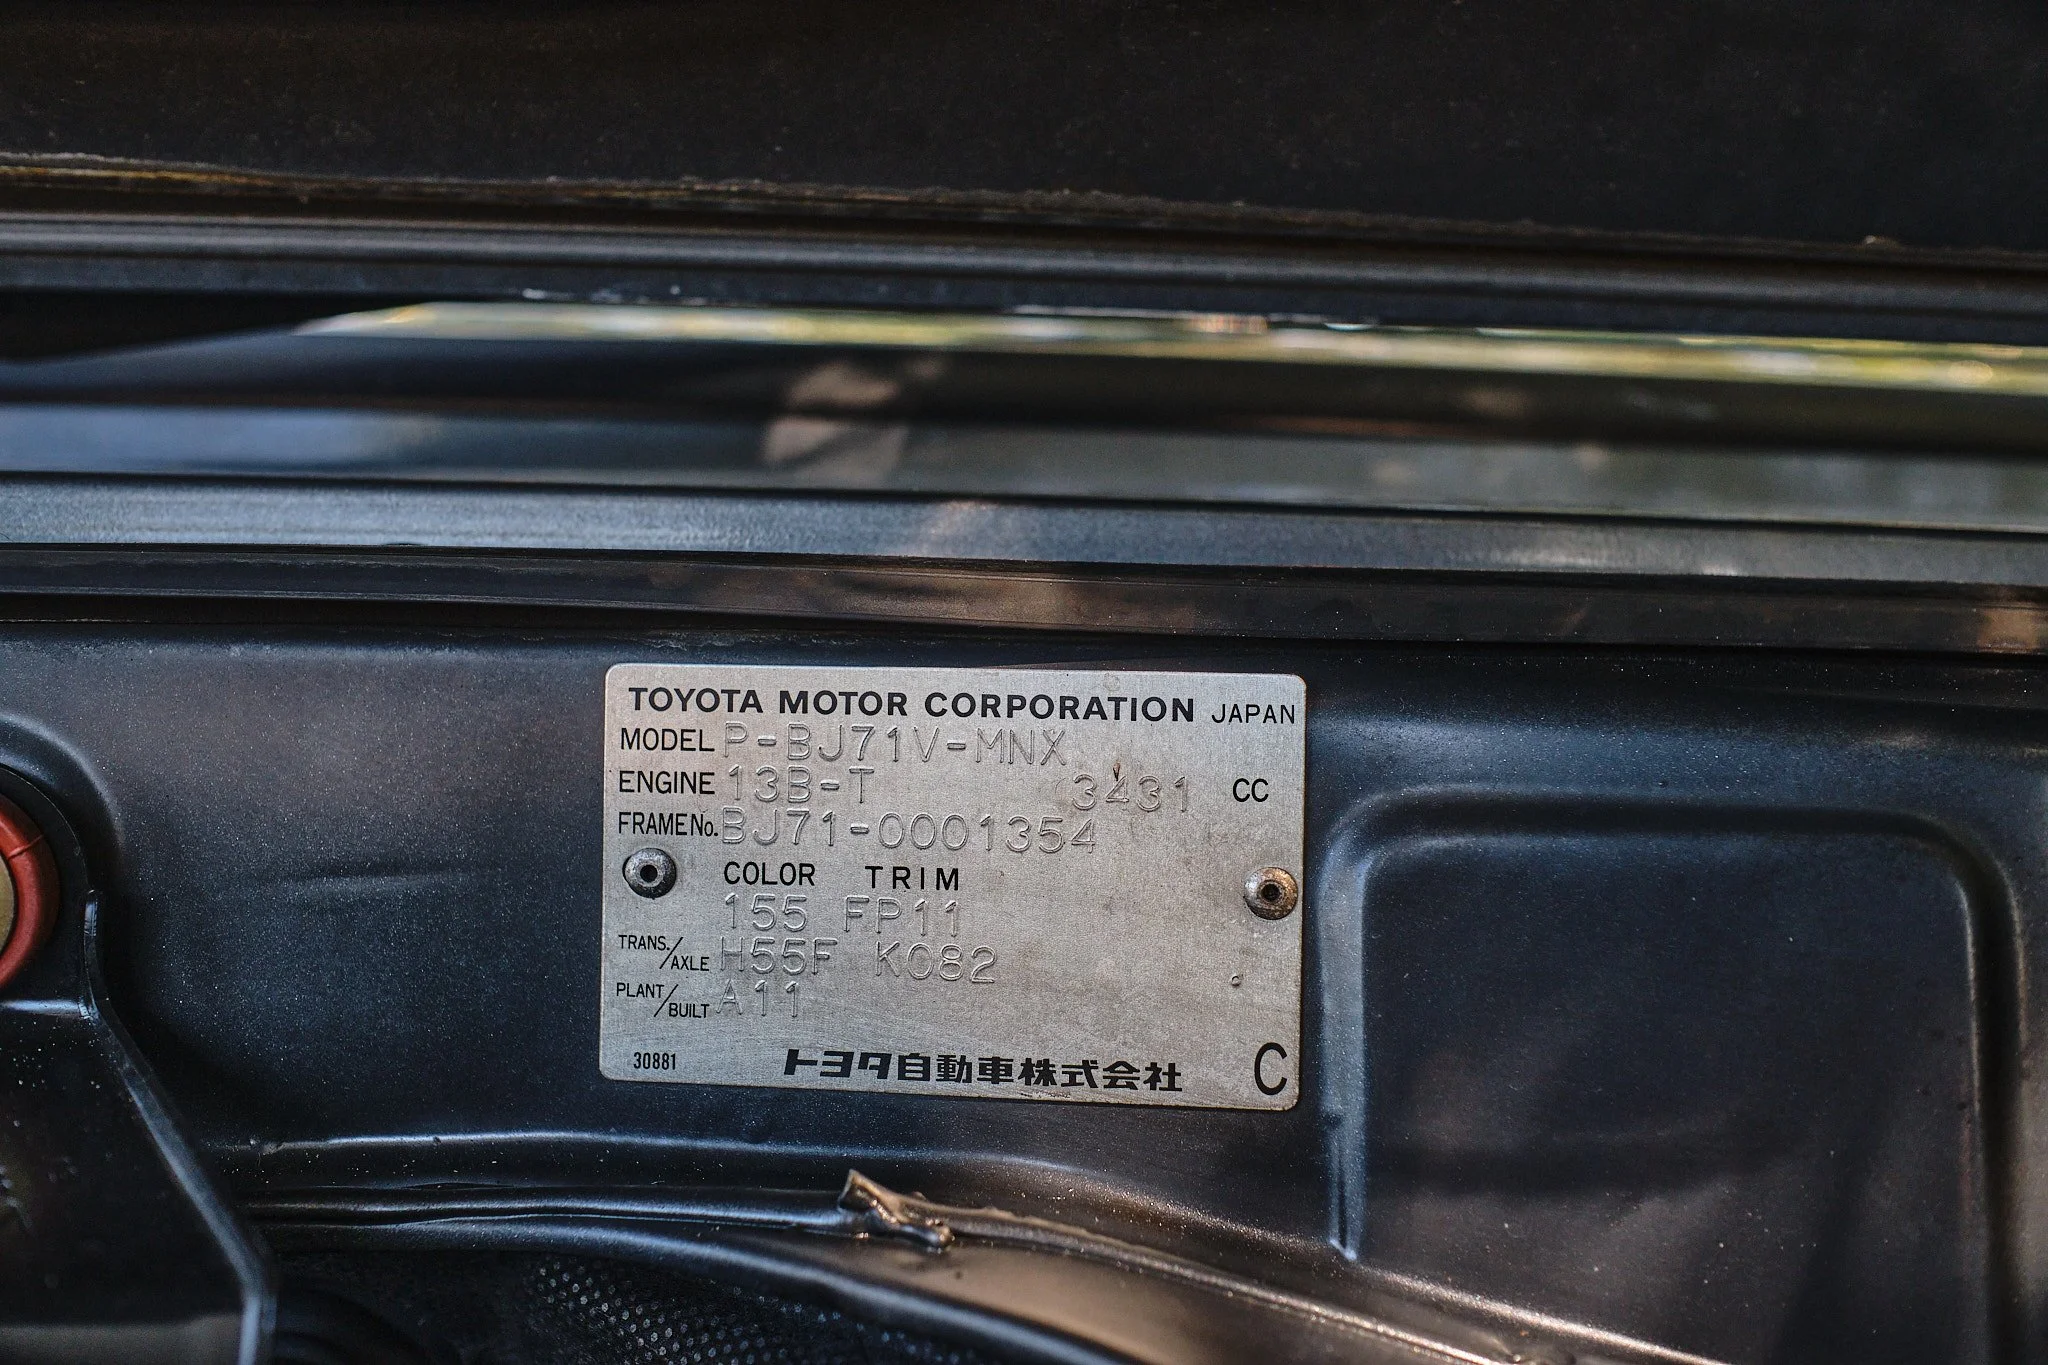 TOYOTA MOTOR CORPORATION JAPAN
MODEL P-BJ71V-MNX
ENGINE 13B-T 3431 CC
FRAME No. BJ71-0001354
COLOR TRIM
155 FP11
TRANS./AXLE H55F K082
PLANT/BUILT A11
30881 トヨタ自動車株式会社 C